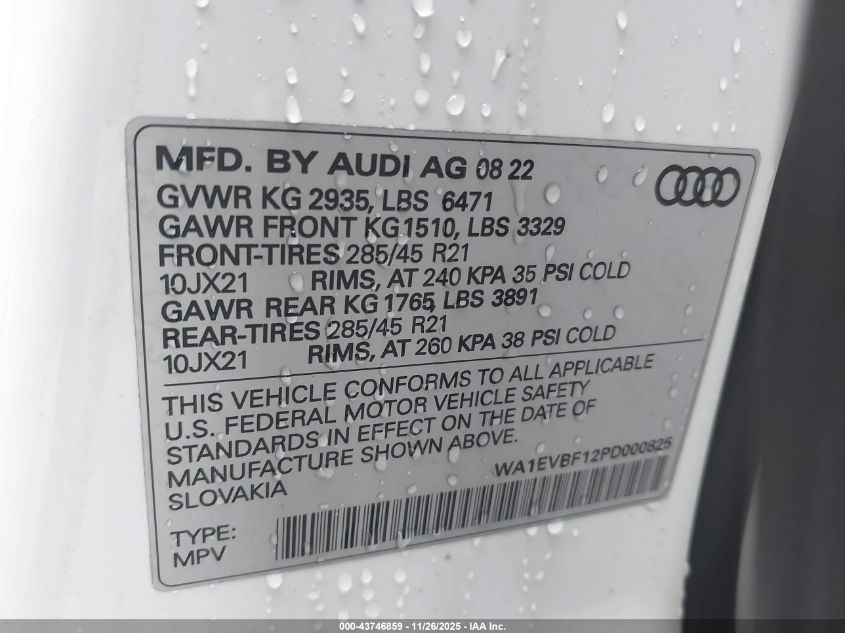 MFD. BY AUDI AG 08 22
GVWR KG 2935, LBS 6471
GAWR FRONT KG1510, LBS 3329
FRONT-TIRES 285/45 R21
10JX21 RIMS, AT 240 KPA 35 PSI COLD
GAWR REAR KG 1765, LBS 3891
REAR-TIRES 285/45 R21
10JX21 RIMS, AT 260 KPA 38 PSI COLD
THIS VEHICLE CONFORMS TO ALL APPLICABLE
U.S. FEDERAL MOTOR VEHICLE SAFETY
STANDARDS IN EFFECT ON THE DATE OF
MANUFACTURE SHOWN ABOVE.
SLOVAKIA
WA1EVBF12PD000825
TYPE:
MPV
000-43746859 - 11/26/2025 - IAA Inc.